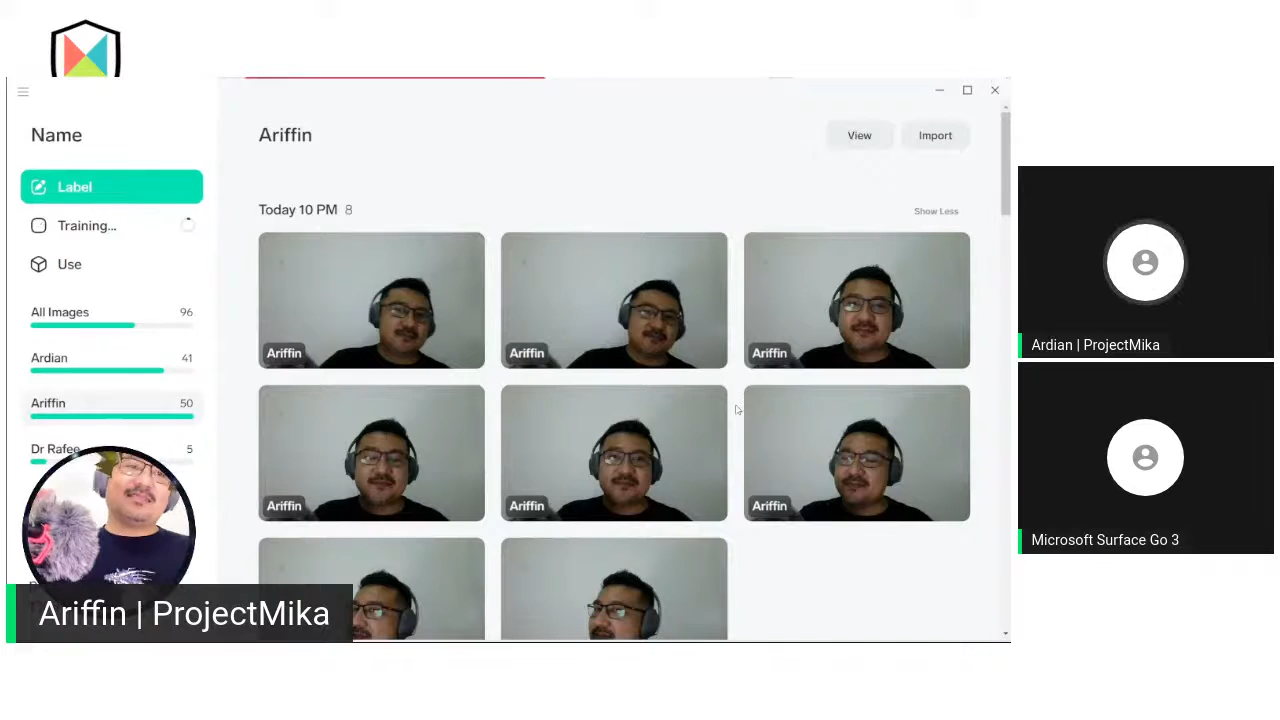 Name
Label
Training...
Use
All Images 96
Ardian 41
Ariffin 50
Dr Rafee 5
Ariffin
View
Import
Today 10 PM 8
Show Less
Ariffin
Ariffin
Ariffin
Ariffin
Ariffin
Ariffin
Ariffin | ProjectMika
Ardian | ProjectMika
Microsoft Surface Go 3